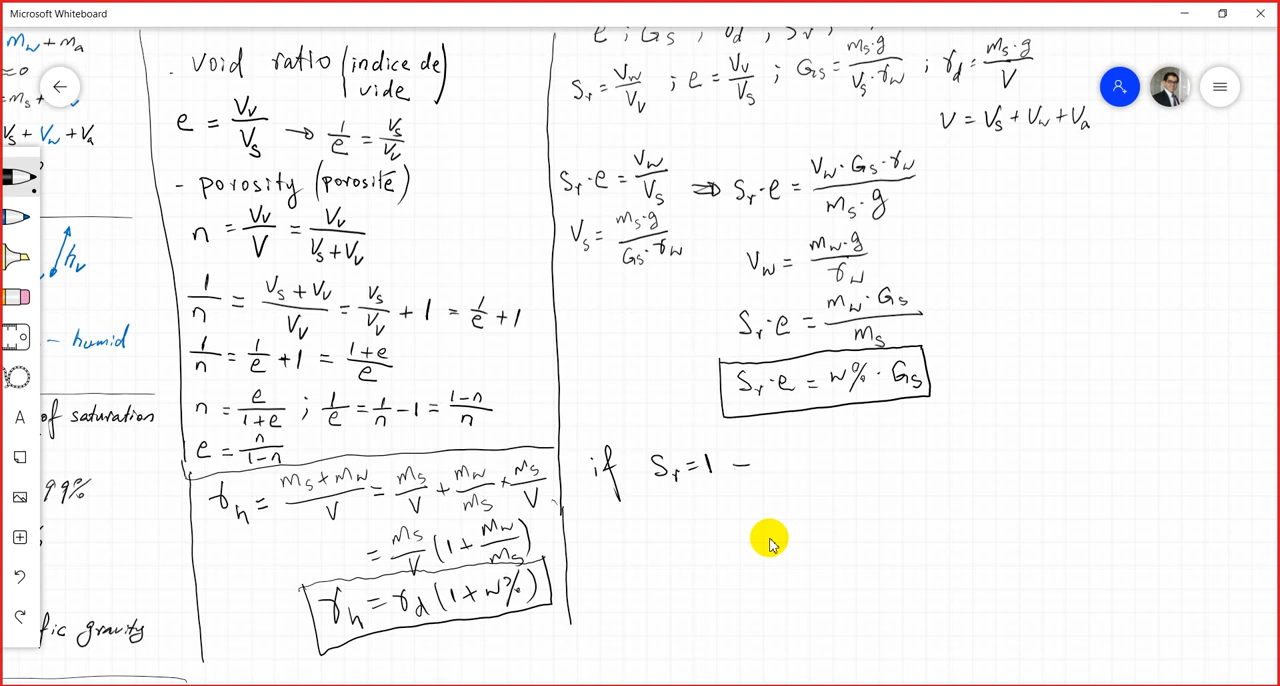 Microsoft Whiteboard
mw + ma
≈0
= ms +
Vs + Vw + Va
hv
- humid
of saturation
99%
fic gravity
. void ratio (indice de
vide)
e = Vv/Vs → 1/e = Vs/Vv
- porosity (porosité)
n = Vv/V = Vv/(Vs+Vv)
1/n = (Vs+Vv)/Vv = Vs/Vv + 1 = 1/e + 1
1/n = 1/e + 1 = (1+e)/e
n = e/(1+e) ; 1/e = 1/n - 1 = (1-n)/n
e = n/(1-n)
γh = (ms + mw)/V = ms/V + mw/ms × ms/V
= ms/V (1 + mw/ms)
γh = γd (1 + w%)
e ; Gs ; γd ; Sr ;
Sr = Vw/Vv ; e = Vv/Vs ; Gs = ms·g/(Vs·γw) ; γd = ms·g/V
V = Vs + Vw + Va
Sr·e = Vw/Vs ⇒ Sr·e = Vw·Gs·γw/(ms·g)
Vs = ms·g/(Gs·γw)
Vw = mw·g/γw
Sr·e = mw·Gs/ms
Sr·e = w%·Gs
if Sr = 1 –